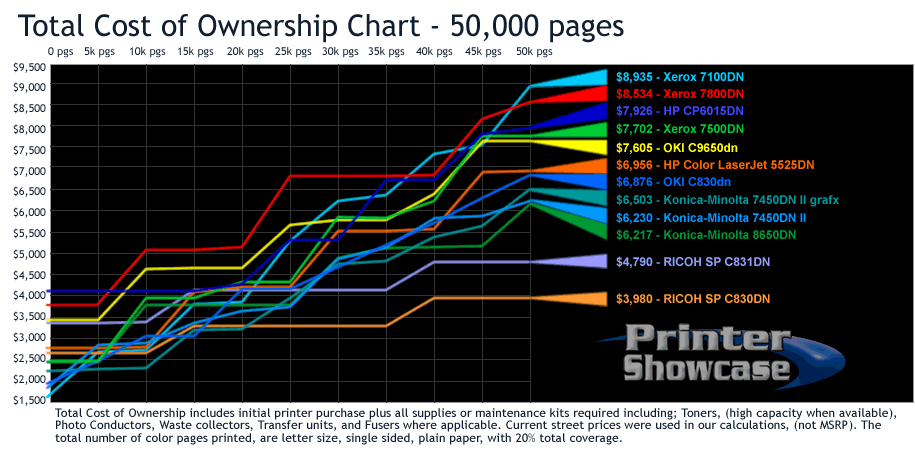 Total Cost of Ownership Chart - 50,000 pages
0 pgs 5k pgs 10k pgs 15k pgs 20k pgs 25k pgs 30k pgs 35k pgs 40k pgs 45k pgs 50k pgs
$9,500
$9,000
$8,500
$8,000
$7,500
$7,000
$6,500
$6,000
$5,500
$5,000
$4,500
$4,000
$3,500
$3,000
$2,500
$2,000
$1,500
$8,935 - Xerox 7100DN
$8,534 - Xerox 7800DN
$7,926 - HP CP6015DN
$7,702 - Xerox 7500DN
$7,605 - OKI C9650dn
$6,956 - HP Color LaserJet 5525DN
$6,876 - OKI C830dn
$6,503 - Konica-Minolta 7450DN II grafx
$6,230 - Konica-Minolta 7450DN II
$6,217 - Konica-Minolta 8650DN
$4,790 - RICOH SP C831DN
$3,980 - RICOH SP C830DN
Printer
Showcase
Total Cost of Ownership includes initial printer purchase plus all supplies or maintenance kits required including; Toners, (high capacity when available),
Photo Conductors, Waste collectors, Transfer units, and Fusers where applicable. Current street prices were used in our calculations, (not MSRP). The
total number of color pages printed, are letter size, single sided, plain paper, with 20% total coverage.